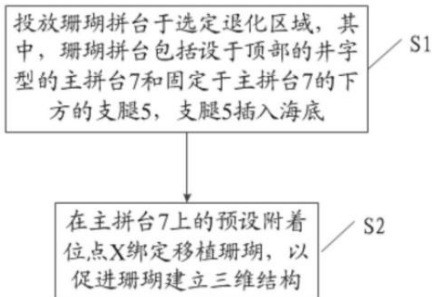 投放珊瑚拼台于选定退化区域，其
中，珊瑚拼台包括设于顶部的井字
型的主拼台7和固定于主拼台7的下
方的支腿5，支腿5插入海底
S1
在主拼台7上的预设附着
位点X绑定移植珊瑚，以
促进珊瑚建立三维结构
S2